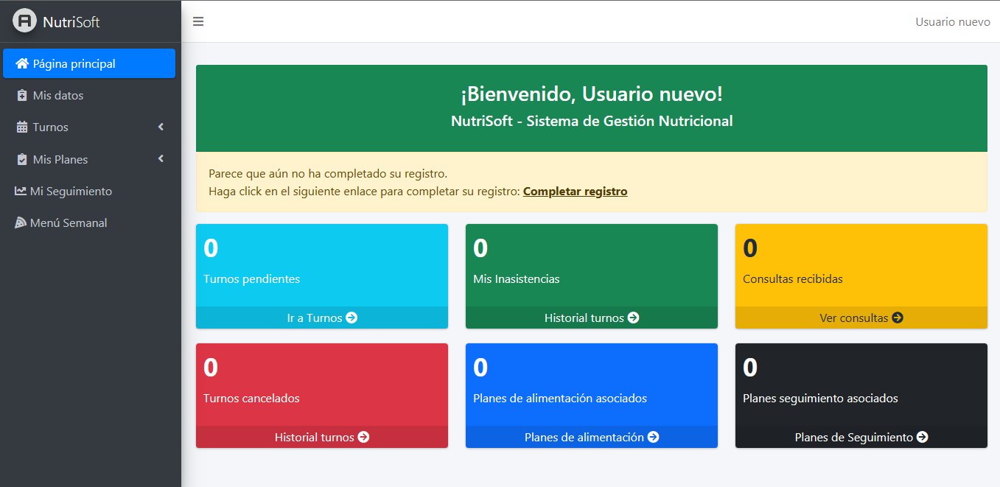 NutriSoft
Usuario nuevo
Página principal
Mis datos
Turnos
Mis Planes
Mi Seguimiento
Menú Semanal
¡Bienvenido, Usuario nuevo!
NutriSoft - Sistema de Gestión Nutricional
Parece que aún no ha completado su registro.
Haga click en el siguiente enlace para completar su registro: Completar registro
0
Turnos pendientes
Ir a Turnos
0
Mis Inasistencias
Historial turnos
0
Consultas recibidas
Ver consultas
0
Turnos cancelados
Historial turnos
0
Planes de alimentación asociados
Planes de alimentación
0
Planes seguimiento asociados
Planes de Seguimiento